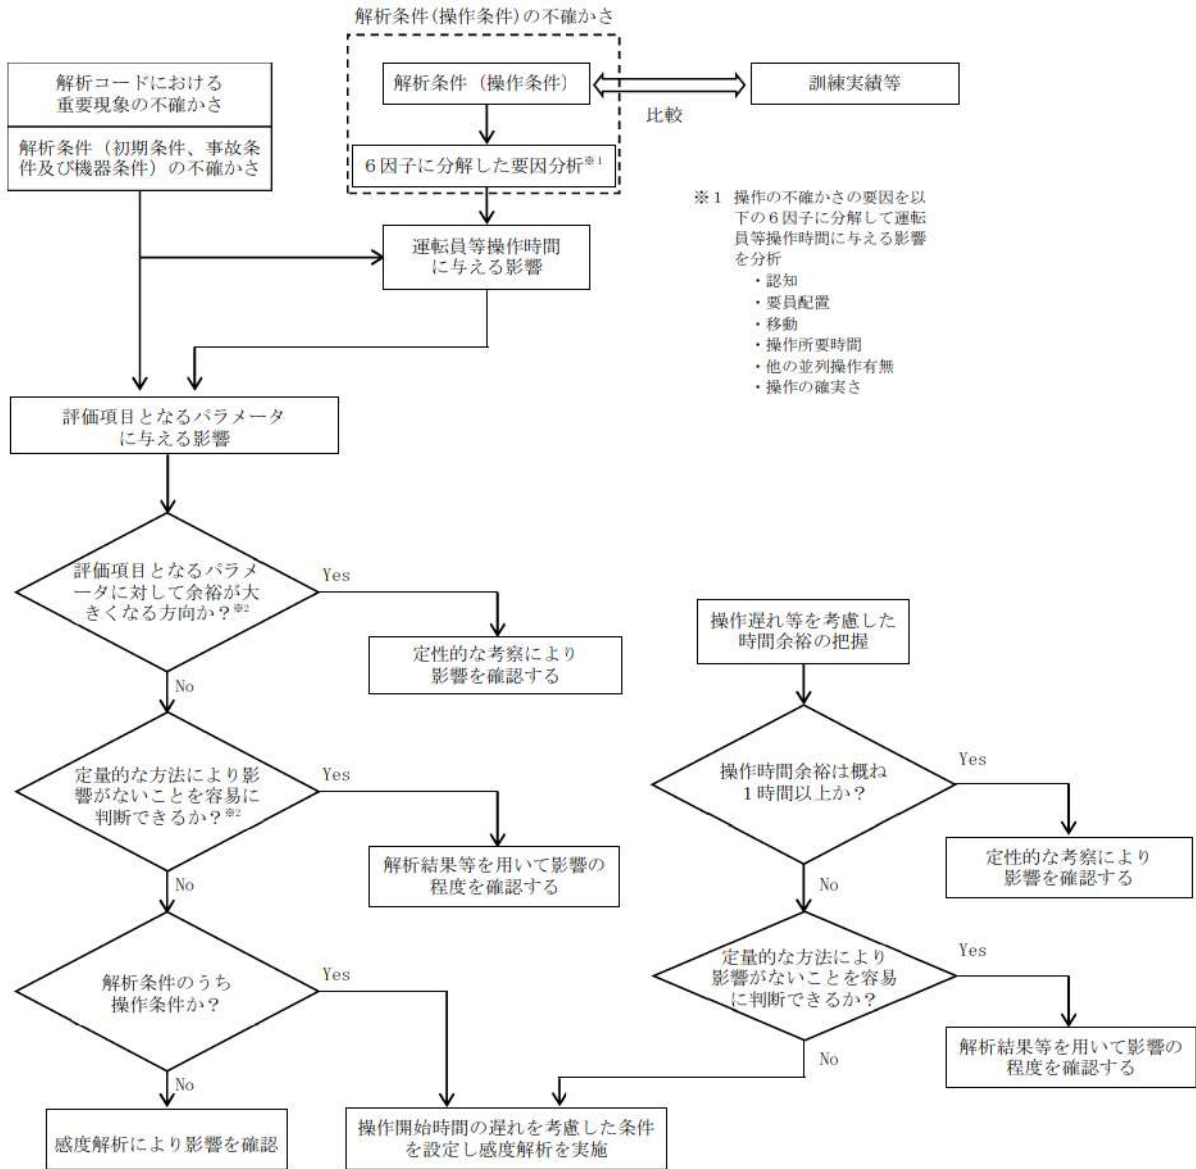 解析条件(操作条件)の不確かさ
解析コードにおける
重要現象の不確かさ
解析条件（初期条件、事故条
件及び機器条件）の不確かさ
解析条件（操作条件）
比較
訓練実績等
６因子に分解した要因分析※１
※１ 操作の不確かさの要因を以
下の６因子に分解して運転
員等操作時間に与える影響
を分析
・認知
・要員配置
・移動
・操作所要時間
・他の並列操作有無
・操作の確実さ
運転員等操作時間
に与える影響
評価項目となるパラメータ
に与える影響
評価項目となるパラメ
ータに対して余裕が大
きくなる方向か？※2
Yes
定性的な考察により
影響を確認する
No
定量的な方法により影
響がないことを容易に
判断できるか？※2
Yes
解析結果等を用いて影響の
程度を確認する
No
解析条件のうち
操作条件か？
Yes
No
感度解析により影響を確認
操作開始時間の遅れを考慮した条件
を設定し感度解析を実施
操作遅れ等を考慮した
時間余裕の把握
操作時間余裕は概ね
１時間以上か？
Yes
定性的な考察により
影響を確認する
No
定量的な方法により
影響がないことを容易
に判断できるか？
Yes
解析結果等を用いて影響の
程度を確認する
No